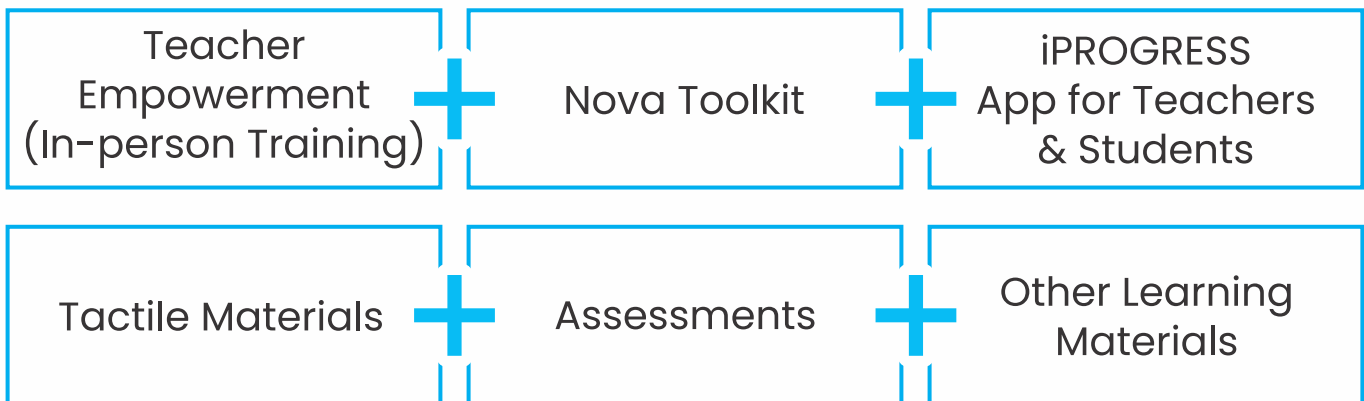 Teacher
Empowerment
(In-person Training)
Nova Toolkit
iPROGRESS
App for Teachers
& Students
Tactile Materials
Assessments
Other Learning
Materials